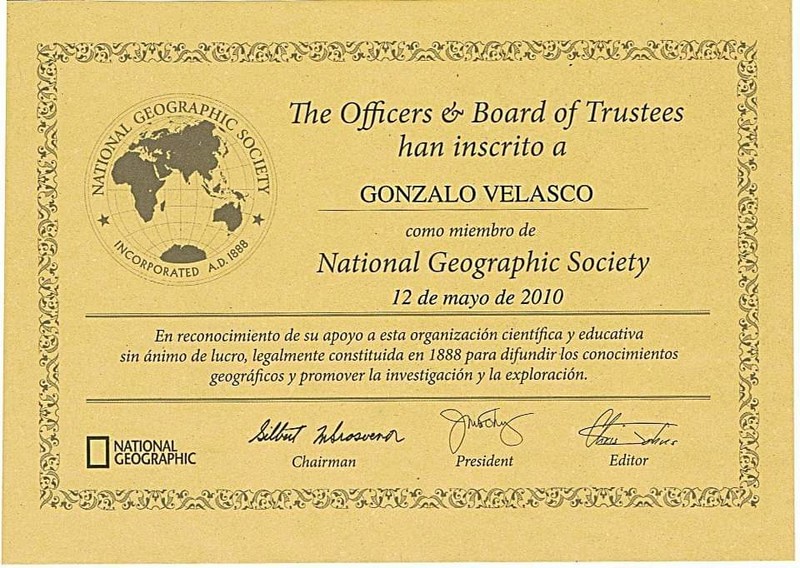 NATIONAL GEOGRAPHIC SOCIETY
INCORPORATED A.D. 1888
The Officers & Board of Trustees
han inscrito a
GONZALO VELASCO
como miembro de
National Geographic Society
12 de mayo de 2010
En reconocimiento de su apoyo a esta organización científica y educativa
sin ánimo de lucro, legalmente constituida en 1888 para difundir los conocimientos
geográficos y promover la investigación y la exploración.
NATIONAL
GEOGRAPHIC
Chairman
President
Editor